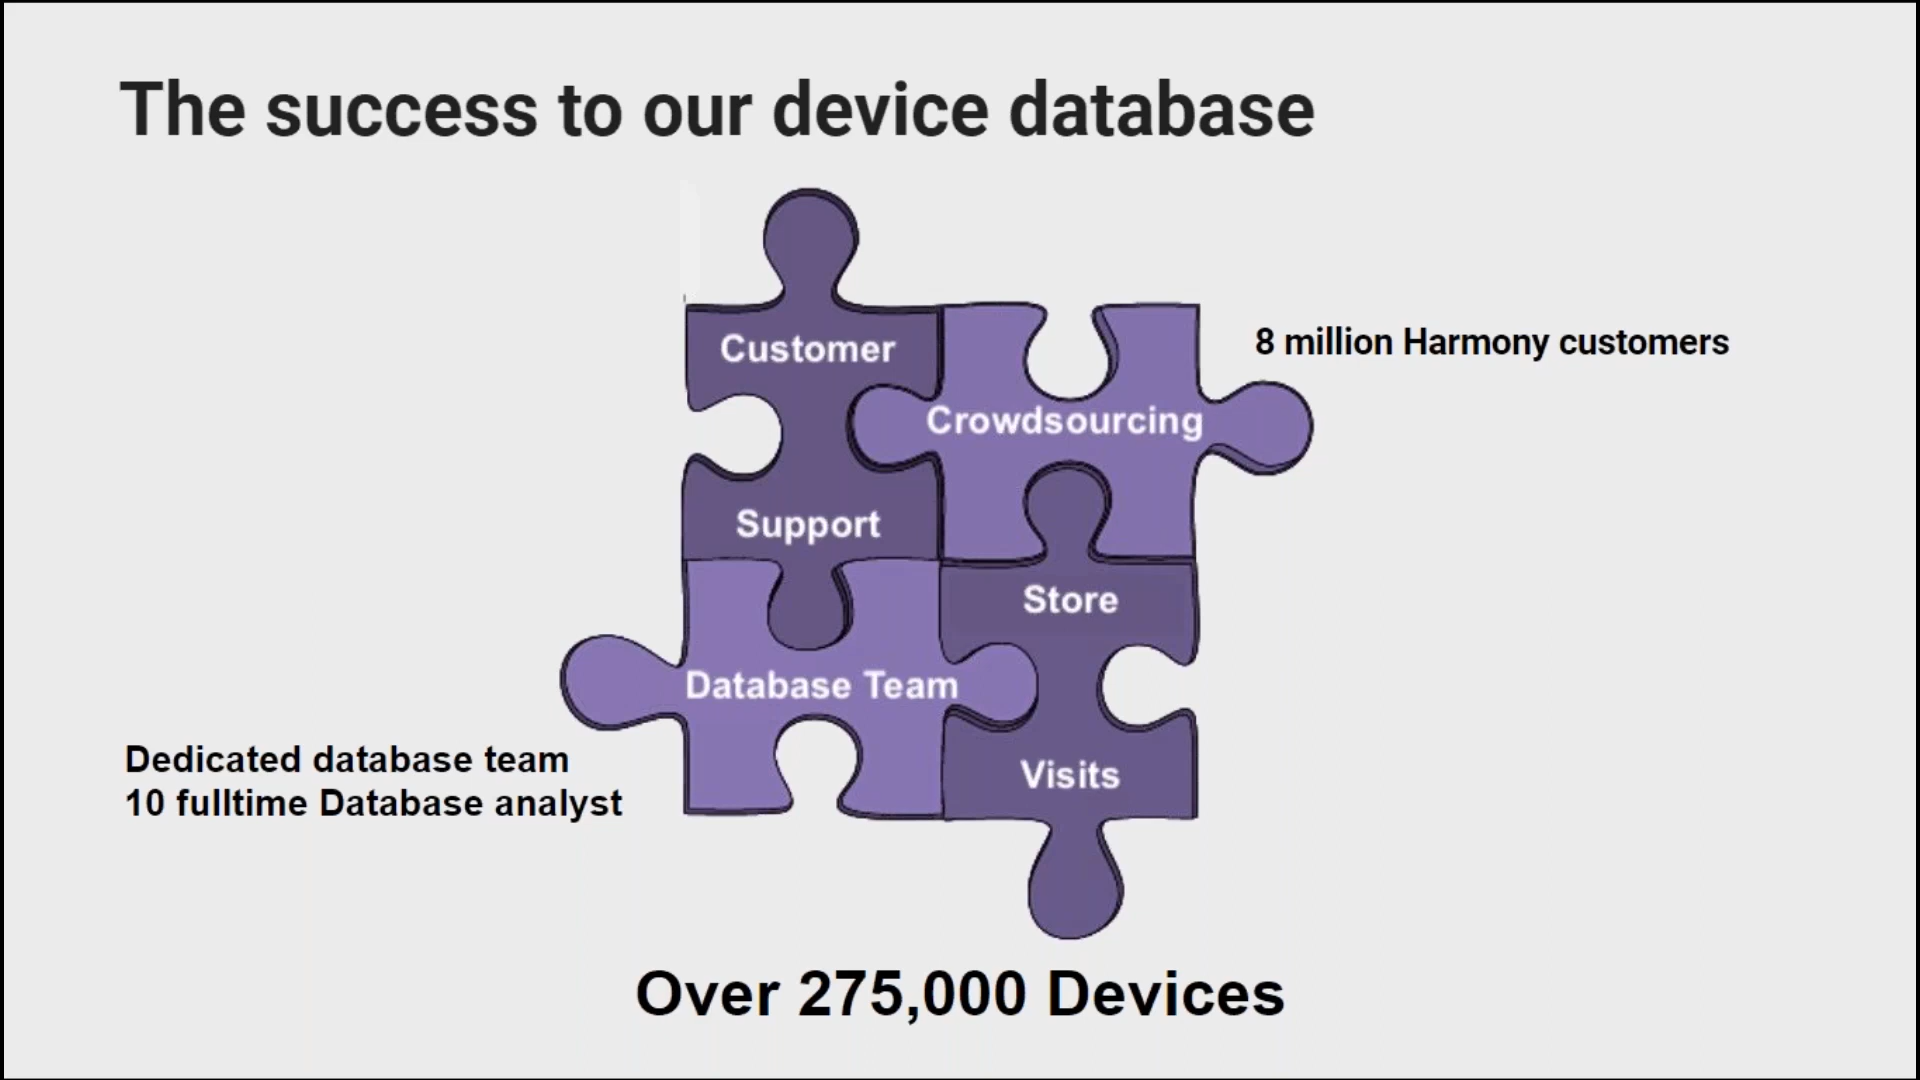 The success to our device database
Customer
8 million Harmony customers
Crowdsourcing
Support
Store
Database Team
Dedicated database team
10 fulltime Database analyst
Visits
Over 275,000 Devices